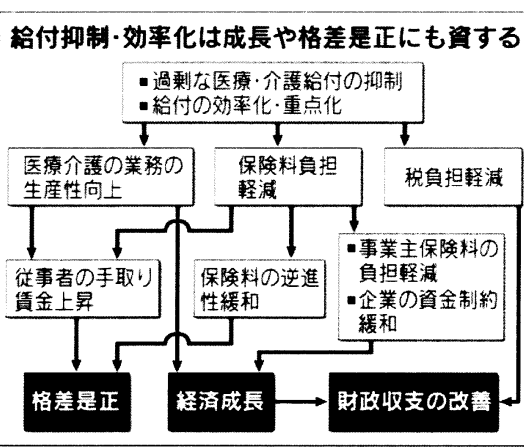 給付抑制・効率化は成長や格差是正にも資する
■過剰な医療・介護給付の抑制
■給付の効率化・重点化
医療介護の業務の
生産性向上
保険料負担
軽減
税負担軽減
従事者の手取り
賃金上昇
保険料の逆進
性緩和
■事業主保険料の
負担軽減
■企業の資金制約
緩和
格差是正
経済成長
財政収支の改善